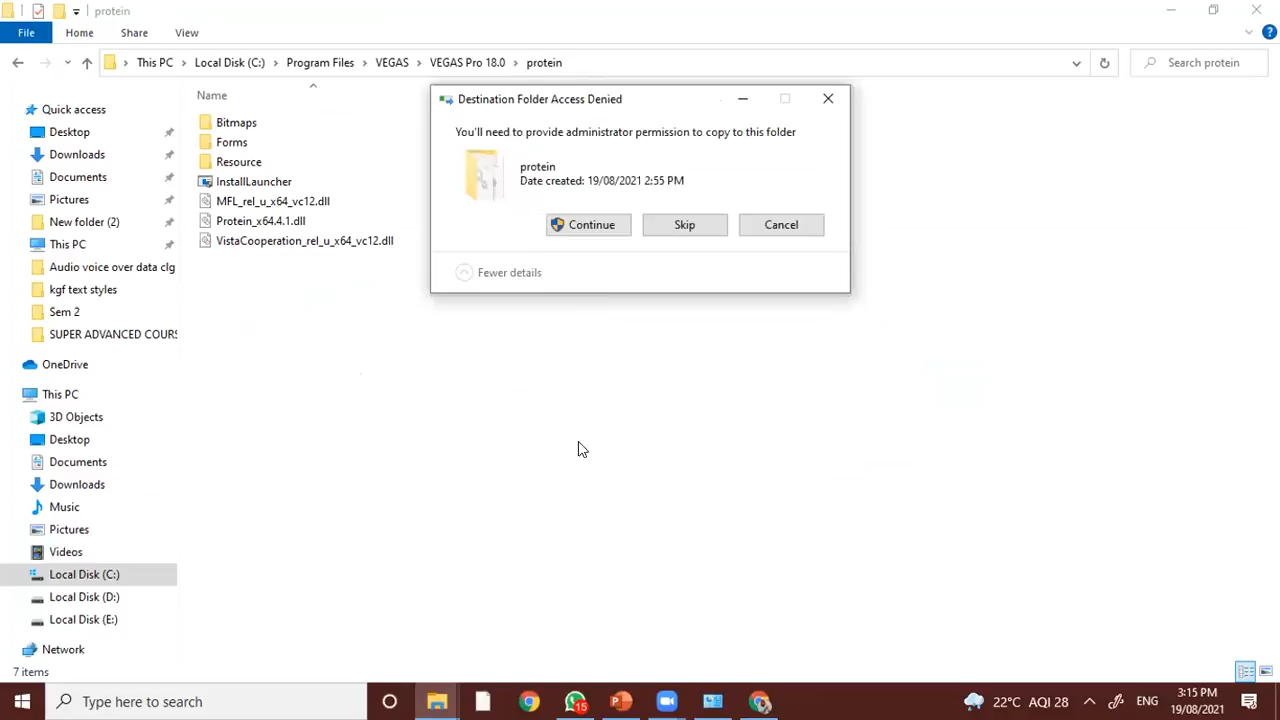 protein
File Home Share View
This PC Local Disk (C:) Program Files VEGAS VEGAS Pro 18.0 protein Search protein
Quick access
Desktop
Downloads
Documents
Pictures
New folder (2)
This PC
Audio voice over data clg
kgf text styles
Sem 2
SUPER ADVANCED COURS
OneDrive
This PC
3D Objects
Desktop
Documents
Downloads
Music
Pictures
Videos
Local Disk (C:)
Local Disk (D:)
Local Disk (E:)
Network
7 items
Name
Bitmaps
Forms
Resource
InstallLauncher
MFL_rel_u_x64_vc12.dll
Protein_x64.4.1.dll
VistaCooperation_rel_u_x64_vc12.dll
Destination Folder Access Denied
You'll need to provide administrator permission to copy to this folder
protein
Date created: 19/08/2021 2:55 PM
Continue Skip Cancel
Fewer details
Type here to search
15
22°C AQI 28 ENG
3:15 PM
19/08/2021